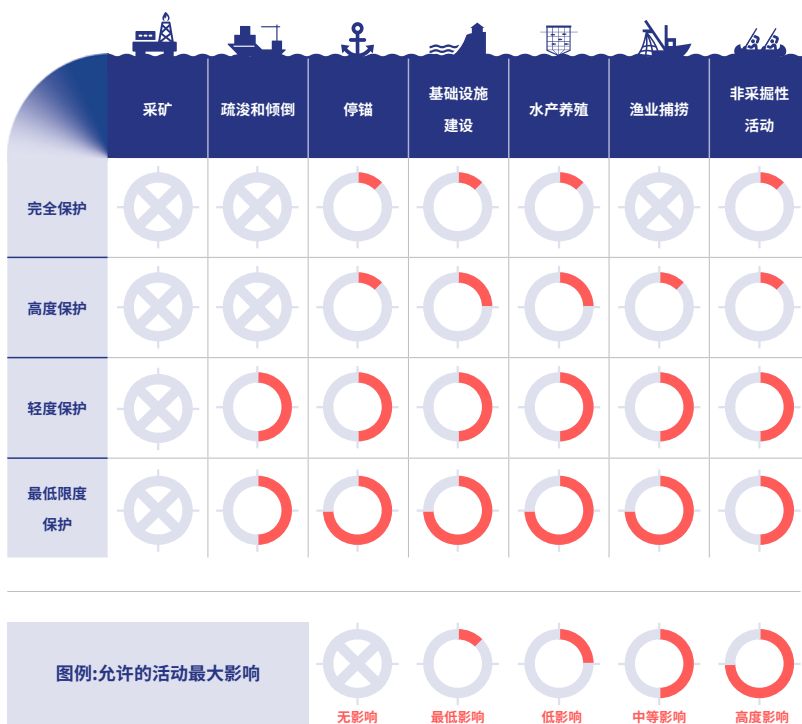 采矿
疏浚和倾倒
停锚
基础设施
建设
水产养殖
渔业捕捞
非采掘性
活动
完全保护
高度保护
轻度保护
最低限度
保护
图例:允许的活动最大影响
无影响
最低影响
低影响
中等影响
高度影响